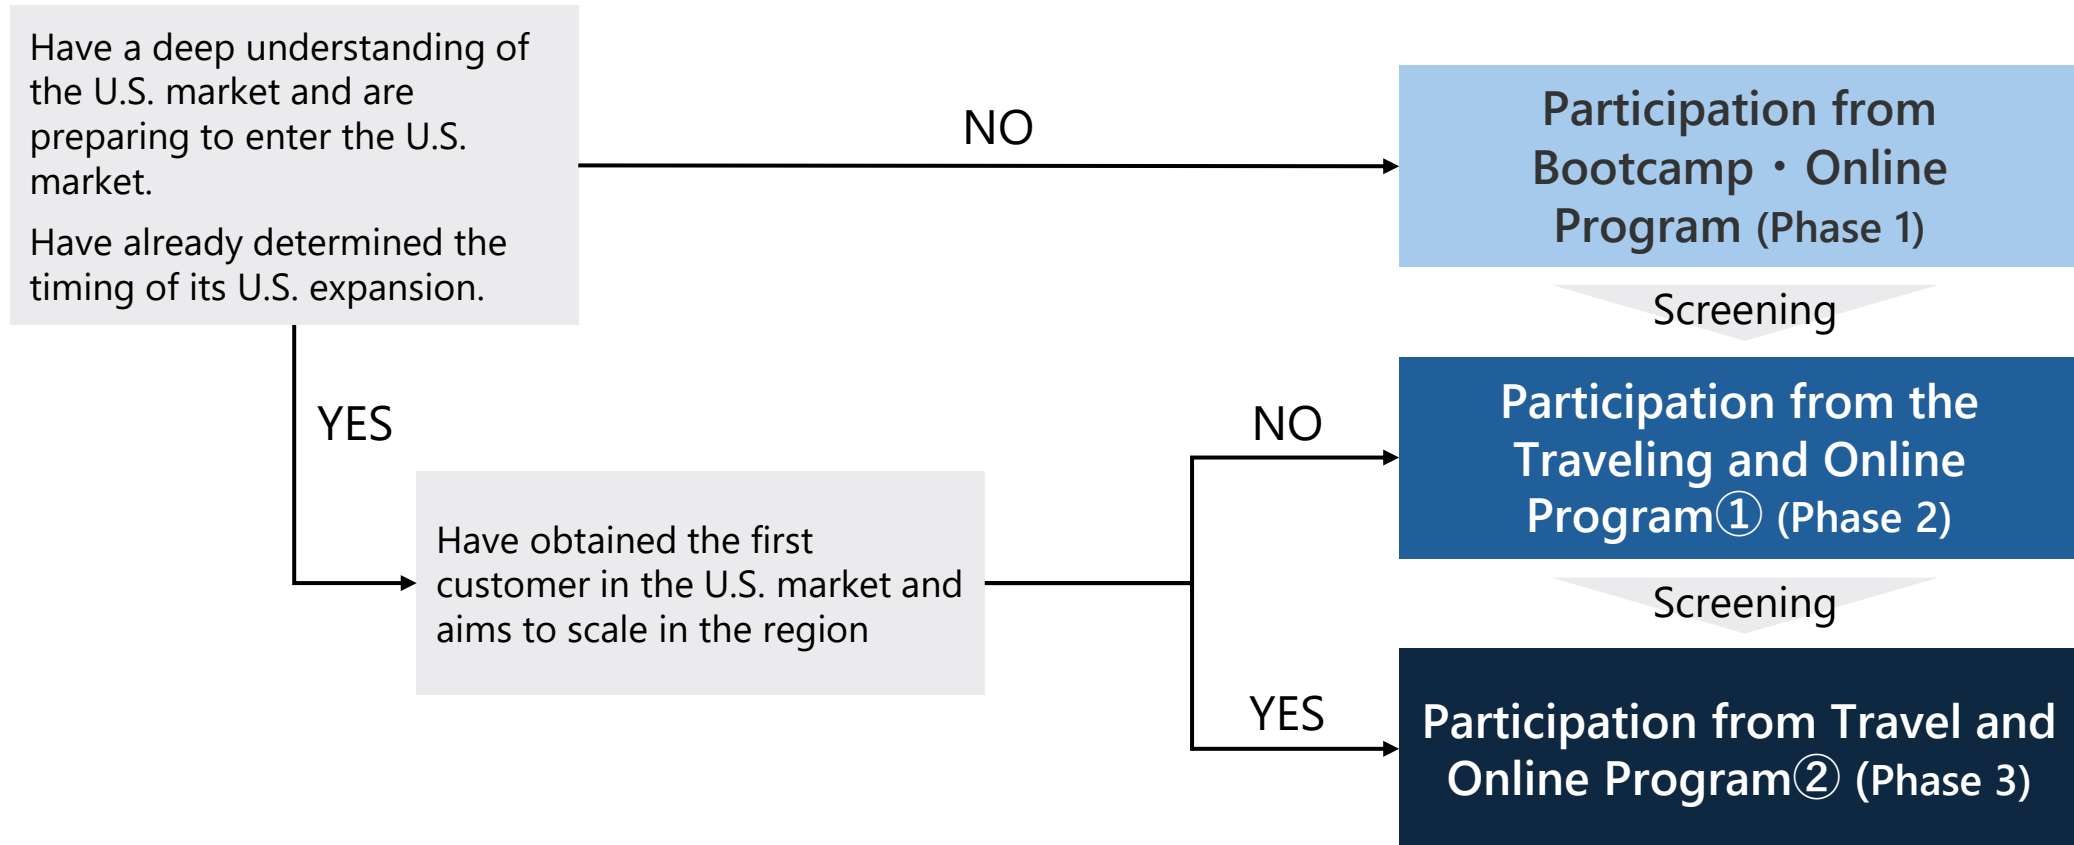 Have a deep understanding of
the U.S. market and are
preparing to enter the U.S.
market.
Have already determined the
timing of its U.S. expansion.
NO
Participation from
Bootcamp・Online
Program (Phase 1)
Screening
YES
Have obtained the first
customer in the U.S. market and
aims to scale in the region
NO
Participation from the
Traveling and Online
Program① (Phase 2)
Screening
YES
Participation from Travel and
Online Program② (Phase 3)